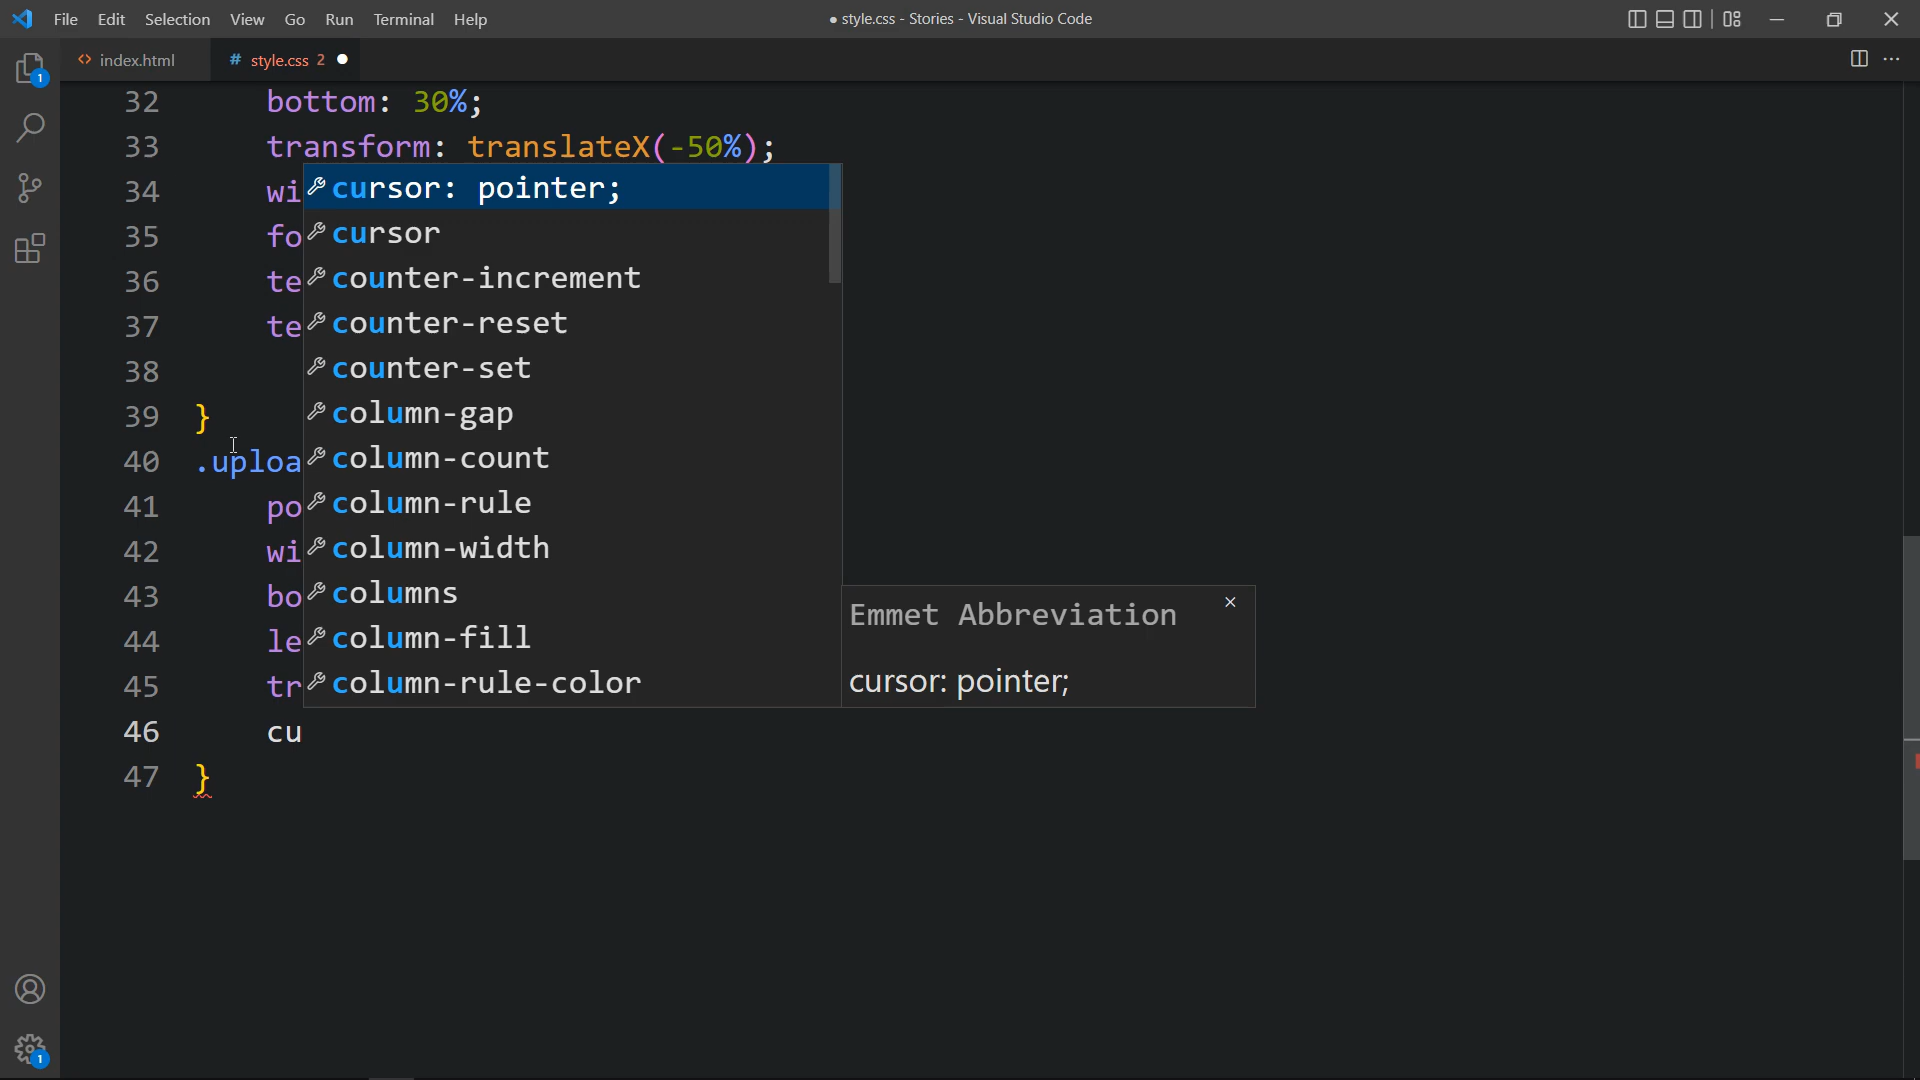 File Edit Selection View Go Run Terminal Help
● style.css - Stories - Visual Studio Code
index.html
# style.css 2
32 bottom: 30%;
33 transform: translateX(-50%);
34 wi
35 fo
36 te
37 te
38
39 }
40 .uploa
41 po
42 wi
43 bo
44 le
45 tr
46 cu
47 }
cursor: pointer;
cursor
counter-increment
counter-reset
counter-set
column-gap
column-count
column-rule
column-width
columns
column-fill
column-rule-color
Emmet Abbreviation
cursor: pointer;
1
1